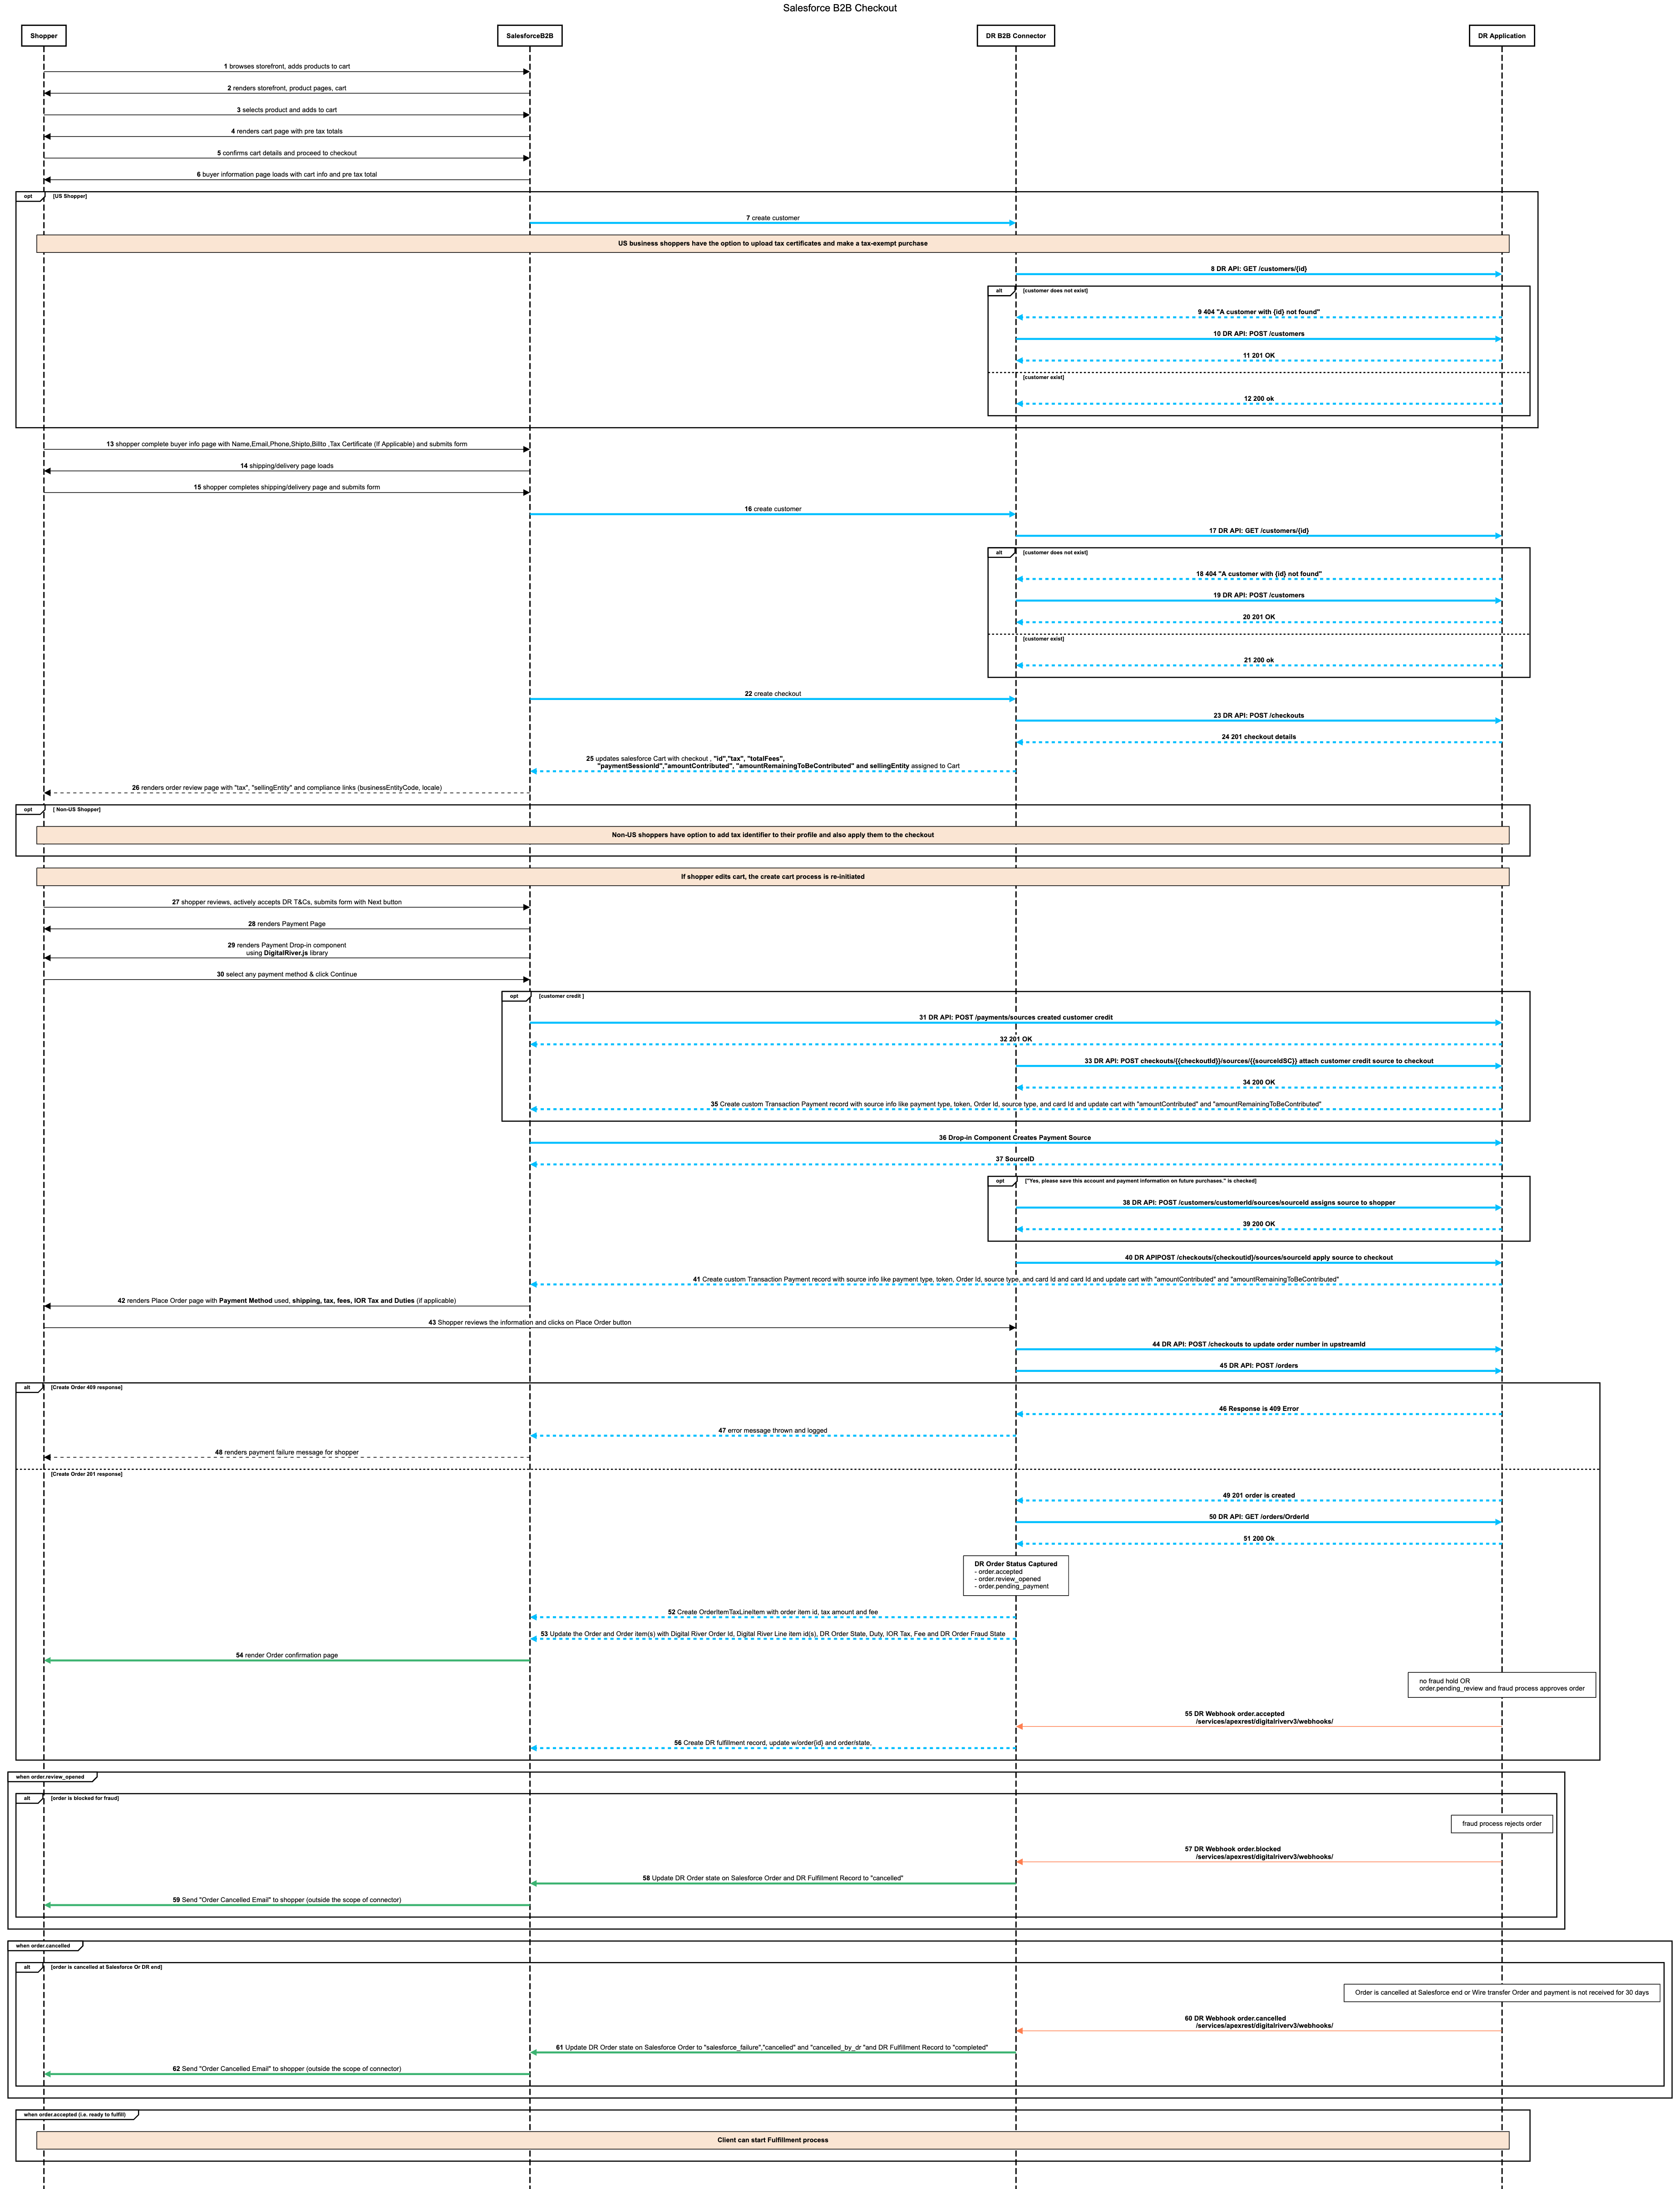 Salesforce B2B Checkout
Shopper
SalesforceB2B
DR B2B Connector
DR Application
1 browses storefront, adds products to cart
2 renders storefront, product pages, cart
3 selects product and adds to cart
4 renders cart page with pre tax totals
5 confirms cart details and proceed to checkout
6 buyer information page loads with cart info and pre tax total
opt
[US Shopper]
7 create customer
US business shoppers have the option to upload tax certificates and make a tax-exempt purchase
8 DR API: GET /customers/{id}
alt
[customer does not exist]
9 404 "A customer with {id} not found"
10 DR API: POST /customers
11 201 OK
[customer exist]
12 200 ok
13 shopper complete buyer info page with Name,Email,Phone,Shipto,Billto ,Tax Certificate (If Applicable) and submits form
14 shipping/delivery page loads
15 shopper completes shipping/delivery page and submits form
16 create customer
17 DR API: GET /customers/{id}
alt
[customer does not exist]
18 404 "A customer with {id} not found"
19 DR API: POST /customers
20 201 OK
[customer exist]
21 200 ok
22 create checkout
23 DR API: POST /checkouts
24 201 checkout details
25 updates salesforce Cart with checkout , "id","tax", "totalFees",
"paymentSessionId","amountContributed", "amountRemainingToBeContributed" and sellingEntity assigned to Cart
26 renders order review page with "tax", "sellingEntity" and compliance links (businessEntityCode, locale)
opt
[ Non-US Shopper]
Non-US shoppers have option to add tax identifier to their profile and also apply them to the checkout
If shopper edits cart, the create cart process is re-initiated
27 shopper reviews, actively accepts DR T&Cs, submits form with Next button
28 renders Payment Page
29 renders Payment Drop-in component
using DigitalRiver.js library
30 select any payment method & click Continue
opt
[customer credit ]
31 DR API: POST /payments/sources created customer credit
32 201 OK
33 DR API: POST checkouts/{{checkoutId}}/sources/{{sourceIdSC}} attach customer credit source to checkout
34 200 OK
35 Create custom Transaction Payment record with source info like payment type, token, Order Id, source type, and card Id and update cart with "amountContributed" and "amountRemainingToBeContributed"
36 Drop-in Component Creates Payment Source
37 SourceID
opt
["Yes, please save this account and payment information on future purchases." is checked]
38 DR API: POST /customers/customerId/sources/sourceId assigns source to shopper
39 200 OK
40 DR APIPOST /checkouts/{checkoutid}/sources/sourceId apply source to checkout
41 Create custom Transaction Payment record with source info like payment type, token, Order Id, source type, and card Id and card Id and update cart with "amountContributed" and "amountRemainingToBeContributed"
42 renders Place Order page with Payment Method used, shipping, tax, fees, IOR Tax and Duties (if applicable)
43 Shopper reviews the information and clicks on Place Order button
44 DR API: POST /checkouts to update order number in upstreamId
45 DR API: POST /orders
alt
[Create Order 409 response]
46 Response is 409 Error
47 error message thrown and logged
48 renders payment failure message for shopper
[Create Order 201 response]
49 201 order is created
50 DR API: GET /orders/OrderId
51 200 Ok
DR Order Status Captured
- order.accepted
- order.review_opened
- order.pending_payment
52 Create OrderItemTaxLineItem with order item id, tax amount and fee
53 Update the Order and Order item(s) with Digital River Order Id, Digital River Line item id(s), DR Order State, Duty, IOR Tax, Fee and DR Order Fraud State
54 render Order confirmation page
no fraud hold OR
order.pending_review and fraud process approves order
55 DR Webhook order.accepted
/services/apexrest/digitalriverv3/webhooks/
56 Create DR fulfillment record, update w/order{id} and order/state,
when order.review_opened
alt
[order is blocked for fraud]
fraud process rejects order
57 DR Webhook order.blocked
/services/apexrest/digitalriverv3/webhooks/
58 Update DR Order state on Salesforce Order and DR Fulfillment Record to "cancelled"
59 Send "Order Cancelled Email" to shopper (outside the scope of connector)
when order.cancelled
alt
[order is cancelled at Salesforce Or DR end]
Order is cancelled at Salesforce end or Wire transfer Order and payment is not received for 30 days
60 DR Webhook order.cancelled
/services/apexrest/digitalriverv3/webhooks/
61 Update DR Order state on Salesforce Order to "salesforce_failure","cancelled" and "cancelled_by_dr "and DR Fulfillment Record to "completed"
62 Send "Order Cancelled Email" to shopper (outside the scope of connector)
when order.accepted (i.e. ready to fulfill)
Client can start Fulfillment process